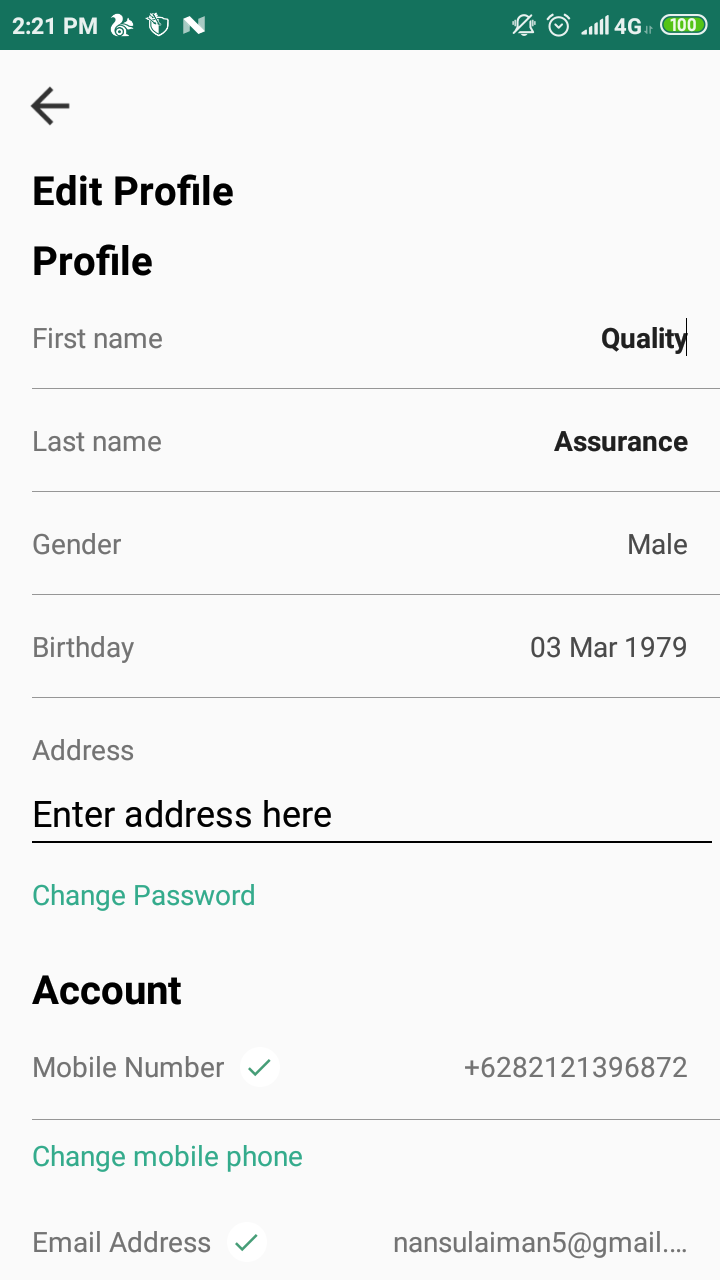 2:21 PM 4G 100
Edit Profile
Profile
First name Quality
Last name Assurance
Gender Male
Birthday 03 Mar 1979
Address
Enter address here
Change Password
Account
Mobile Number +6282121396872
Change mobile phone
Email Address nansulaiman5@gmail....